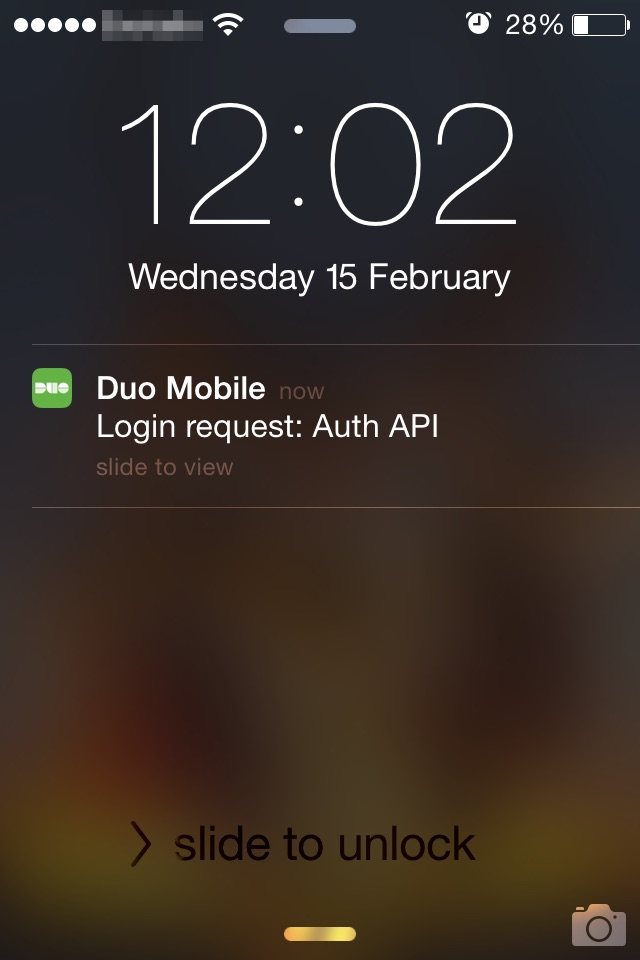 28%
12:02
Wednesday 15 February
DUO
Duo Mobile now
Login request: Auth API
slide to view
slide to unlock